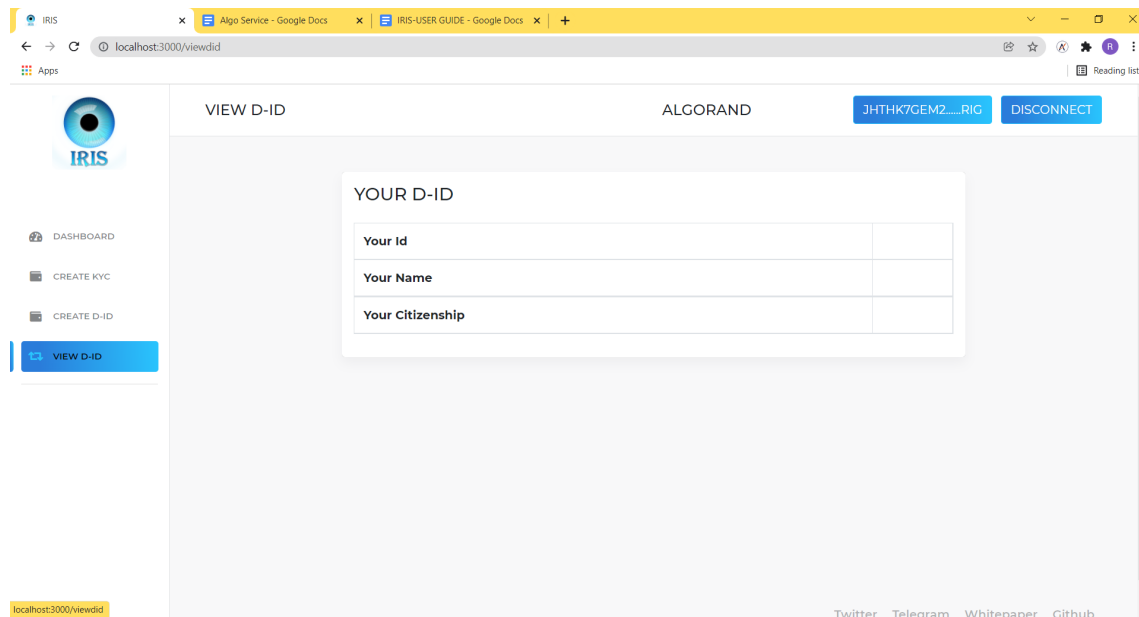 IRIS
Algo Service - Google Docs
IRIS-USER GUIDE - Google Docs
localhost:3000/viewdid
R
Apps
Reading list
IRIS
VIEW D-ID
ALGORAND
JHTHK7GEM2......RIG
DISCONNECT
DASHBOARD
CREATE KYC
CREATE D-ID
VIEW D-ID
YOUR D-ID
Your Id
Your Name
Your Citizenship
localhost:3000/viewdid
Twitter Telegram Whitepaper Github